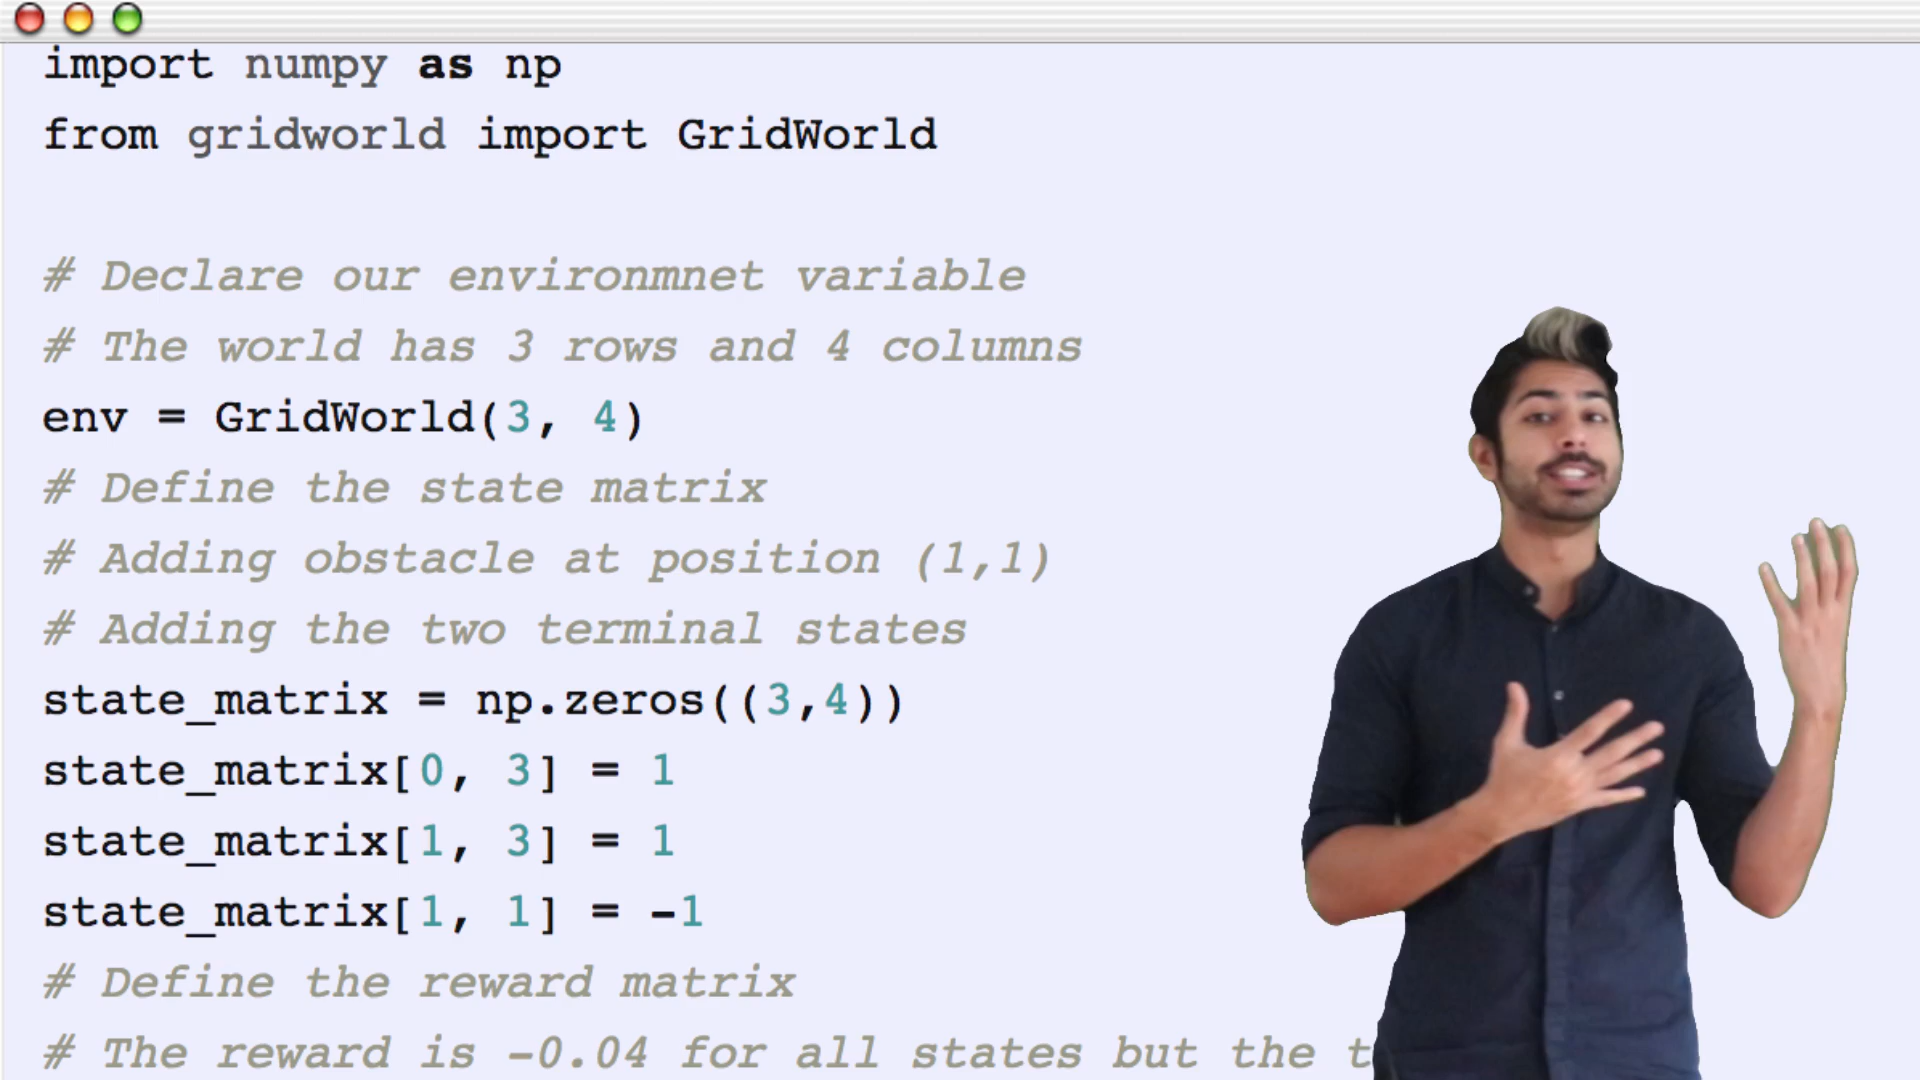 import numpy as np
from gridworld import GridWorld
# Declare our environmnet variable
# The world has 3 rows and 4 columns
env = GridWorld(3, 4)
# Define the state matrix
# Adding obstacle at position (1,1)
# Adding the two terminal states
state_matrix = np.zeros((3,4))
state_matrix[0, 3] = 1
state_matrix[1, 3] = 1
state_matrix[1, 1] = -1
# Define the reward matrix
# The reward is -0.04 for all states but the